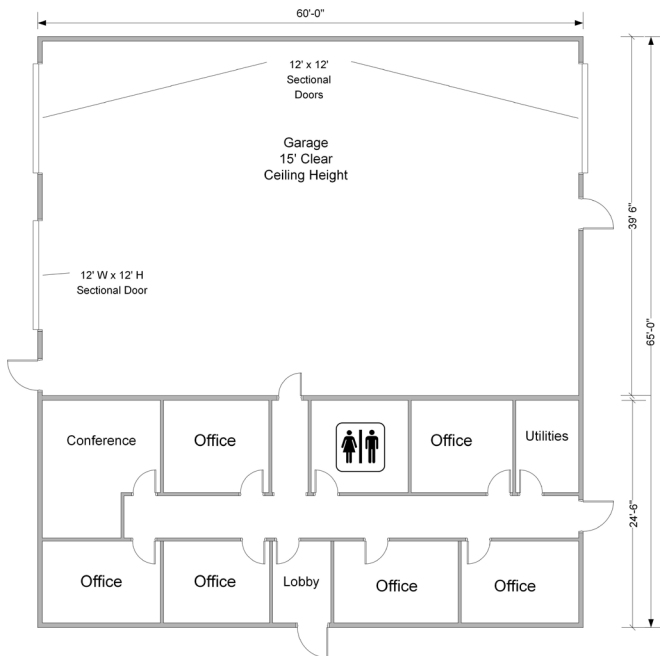 60'-0"
12' x 12'
Sectional
Doors
Garage
15' Clear
Ceiling Height
39' 6"
12' W x 12' H
Sectional Door
65'-0"
Conference
Office
Office
Utilities
24'-6"
Office
Office
Lobby
Office
Office